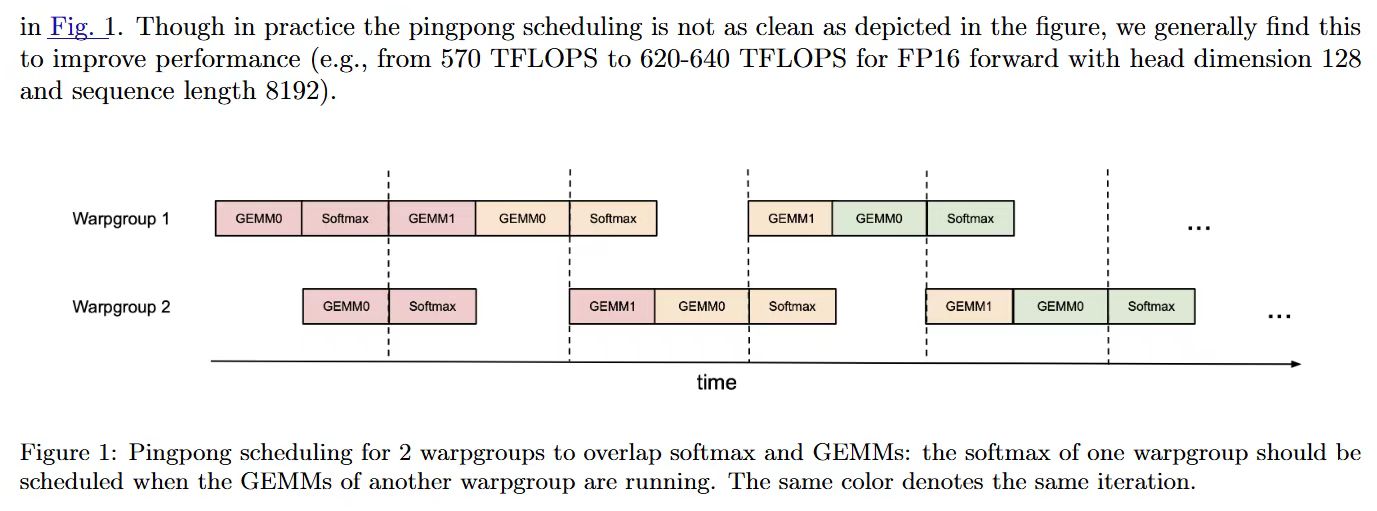 in Fig. 1. Though in practice the pingpong scheduling is not as clean as depicted in the figure, we generally find this
to improve performance (e.g., from 570 TFLOPS to 620-640 TFLOPS for FP16 forward with head dimension 128
and sequence length 8192).
Warpgroup 1 GEMM0 Softmax GEMM1 GEMM0 Softmax GEMM1 GEMM0 Softmax ...
Warpgroup 2 GEMM0 Softmax GEMM1 GEMM0 Softmax GEMM1 GEMM0 Softmax ...
time
Figure 1: Pingpong scheduling for 2 warpgroups to overlap softmax and GEMMs: the softmax of one warpgroup should be
scheduled when the GEMMs of another warpgroup are running. The same color denotes the same iteration.